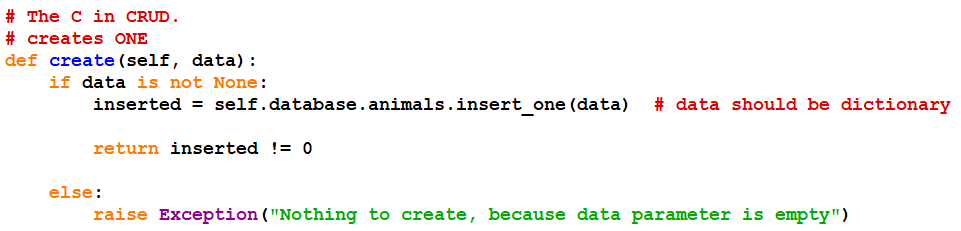 # The C in CRUD.
# creates ONE
def create(self, data):
    if data is not None:
        inserted = self.database.animals.insert_one(data)  # data should be dictionary
        return inserted != 0
    else:
        raise Exception("Nothing to create, because data parameter is empty")